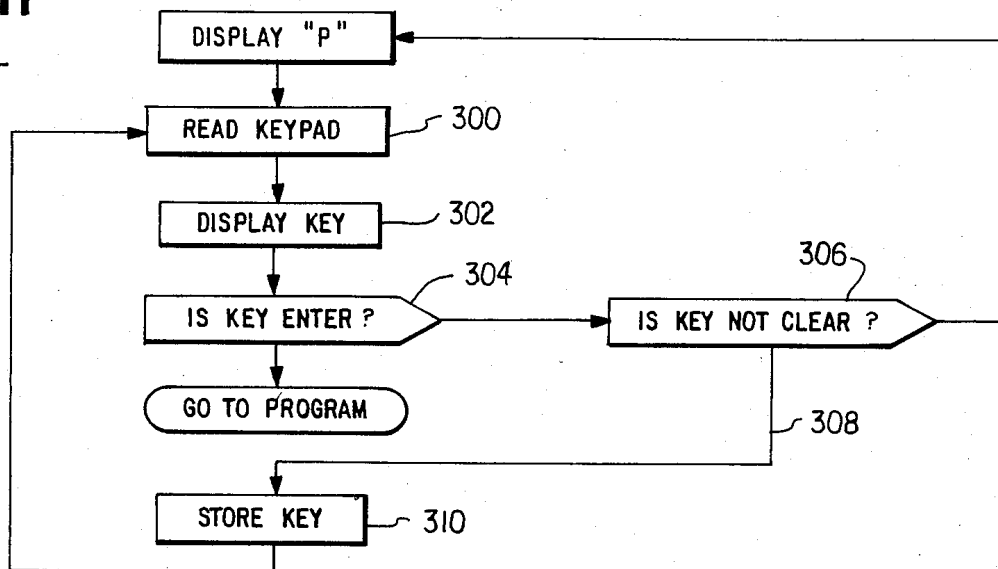 DISPLAY "P"
READ KEYPAD
300
DISPLAY KEY
302
IS KEY ENTER ?
304
IS KEY NOT CLEAR ?
306
GO TO PROGRAM
308
STORE KEY
310